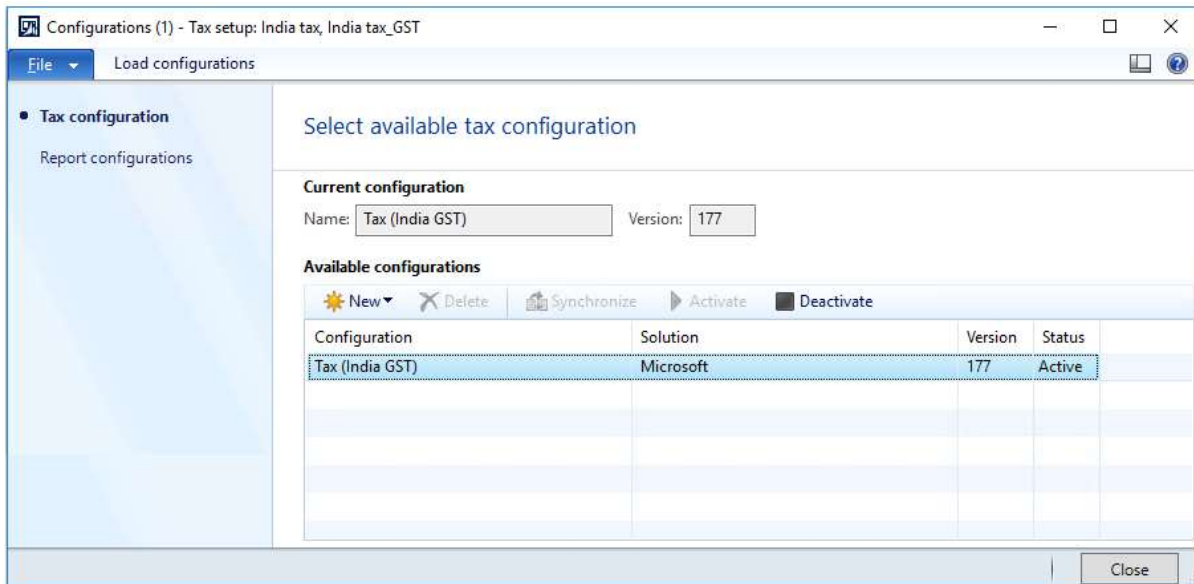 Configurations (1) - Tax setup: India tax, India tax_GST
File Load configurations
Tax configuration
Report configurations
Select available tax configuration
Current configuration
Name: Tax (India GST) Version: 177
Available configurations
New Delete Synchronize Activate Deactivate
Configuration Solution Version Status
Tax (India GST) Microsoft 177 Active
Close